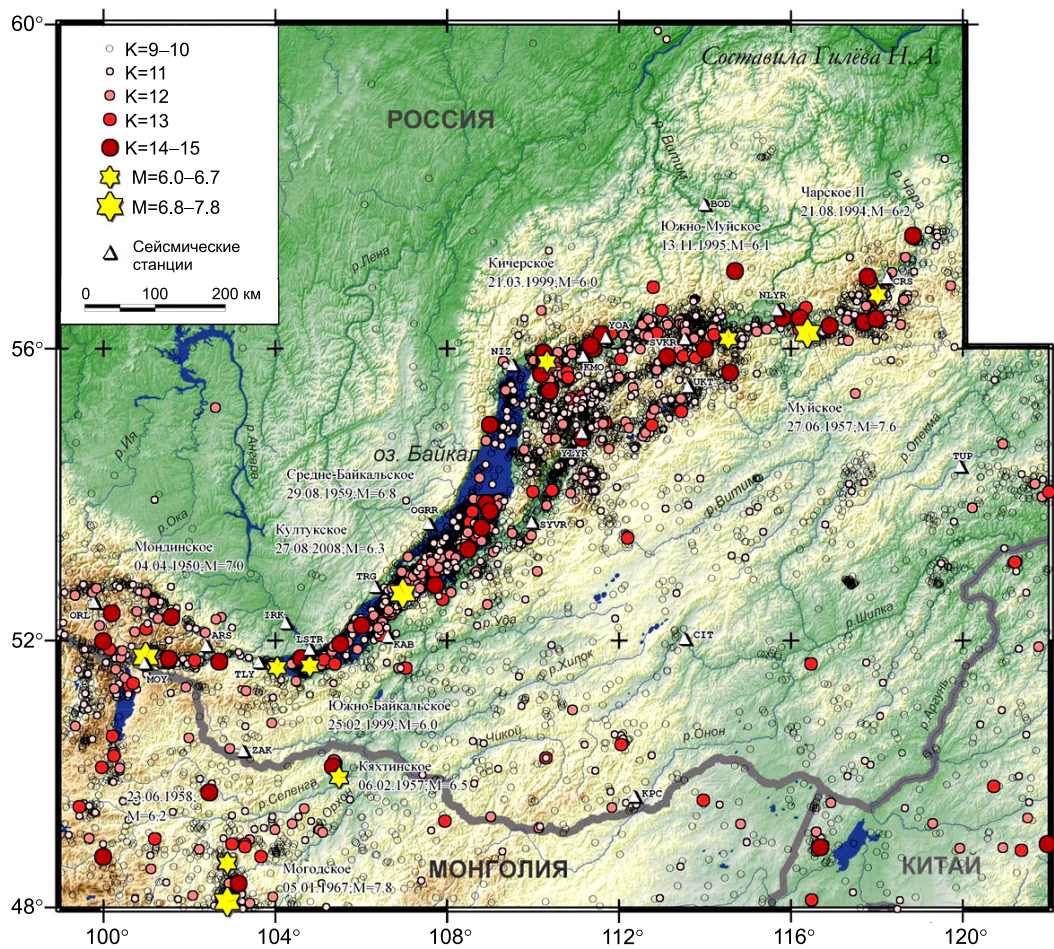 60°
K=9–10
K=11
K=12
K=13
K=14–15
M=6.0–6.7
M=6.8–7.8
Сейсмические
станции
0 100 200 км
Составила Гилёва Н.А.
РОССИЯ
р. Витим
р. Лена
р. Чара
BOD
Чарское II
21.08.1994;M=6.2
Южно-Муйское
13.11.1995;M=6.1
Кичерское
21.03.1999;M=6.0
CRS
NLYR
YOA
SVKR
56°
NIZ
KMO
UKT
Муйское
27.06.1957;M=7.6
р. Ия
р. Ангара
оз. Байкал
YLYR
р. Олекма
TUP
Средне-Байкальское
29.08.1959;M=6.8
р. Витим
р. Ока
OGRR
SYVR
Култукское
27.08.2008;M=6.3
Мондинское
04.04.1950;M=7.0
TRG
ORL
IRK
р. Уда
р. Шилка
52°
ARS
LSTR
KAB
CIT
TLY
MOY
р. Хилок
Южно-Байкальское
25.02.1999;M=6.0
р. Аргунь
ZAK
Чикой
р. Онон
Кяхтинское
06.02.1957;M=6.5
23.06.1958;
M=6.2
р. Селенга
KPC
Могодское
05.01.1967;M=7.8
МОНГОЛИЯ
КИТАЙ
48°
100 104 108° 112° 116° 120°